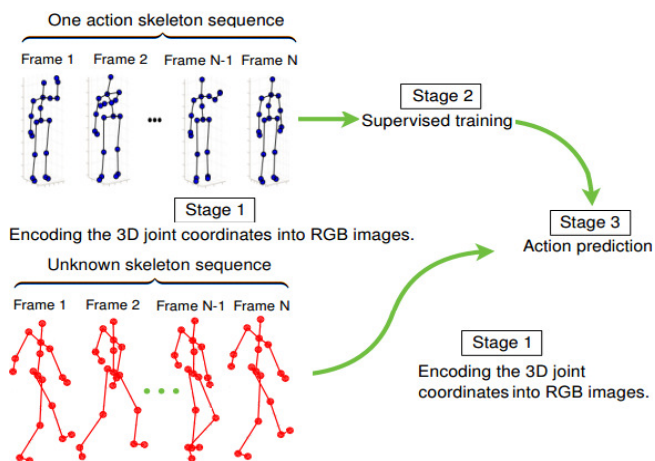 One action skeleton sequence
Frame 1 Frame 2 Frame N-1 Frame N
Stage 2
Supervised training
Stage 1
Encoding the 3D joint coordinates into RGB images.
Stage 3
Action prediction
Unknown skeleton sequence
Frame 1 Frame 2 Frame N-1 Frame N
Stage 1
Encoding the 3D joint
coordinates into RGB images.